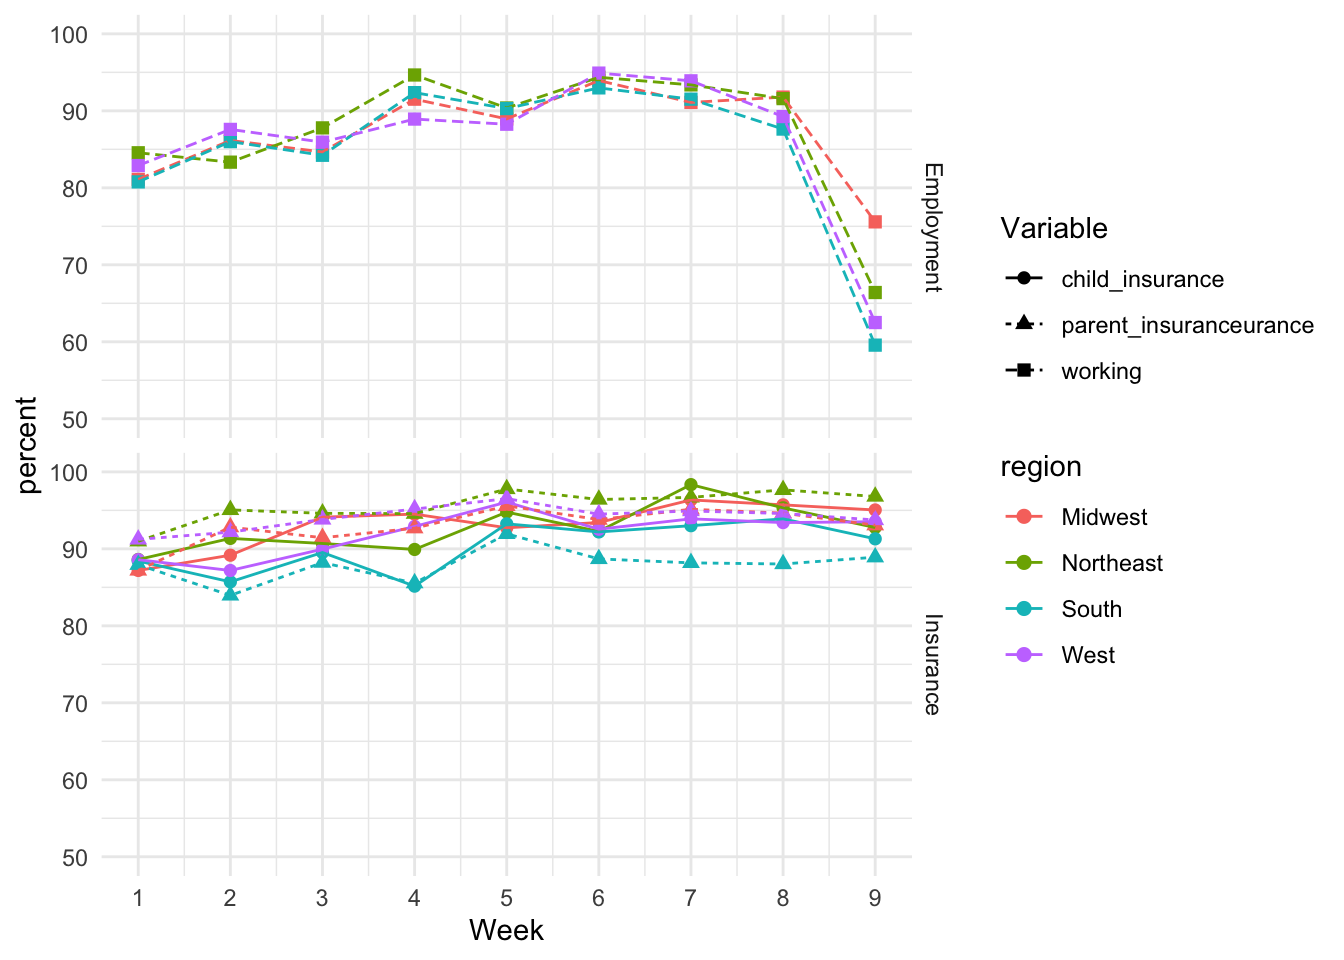 100
90
80
70
60
50
Employment
100
90
80
70
60
50
Insurance
percent
1 2 3 4 5 6 7 8 9
Week
Variable
child_insurance
parent_insuranceurance
working
region
Midwest
Northeast
South
West